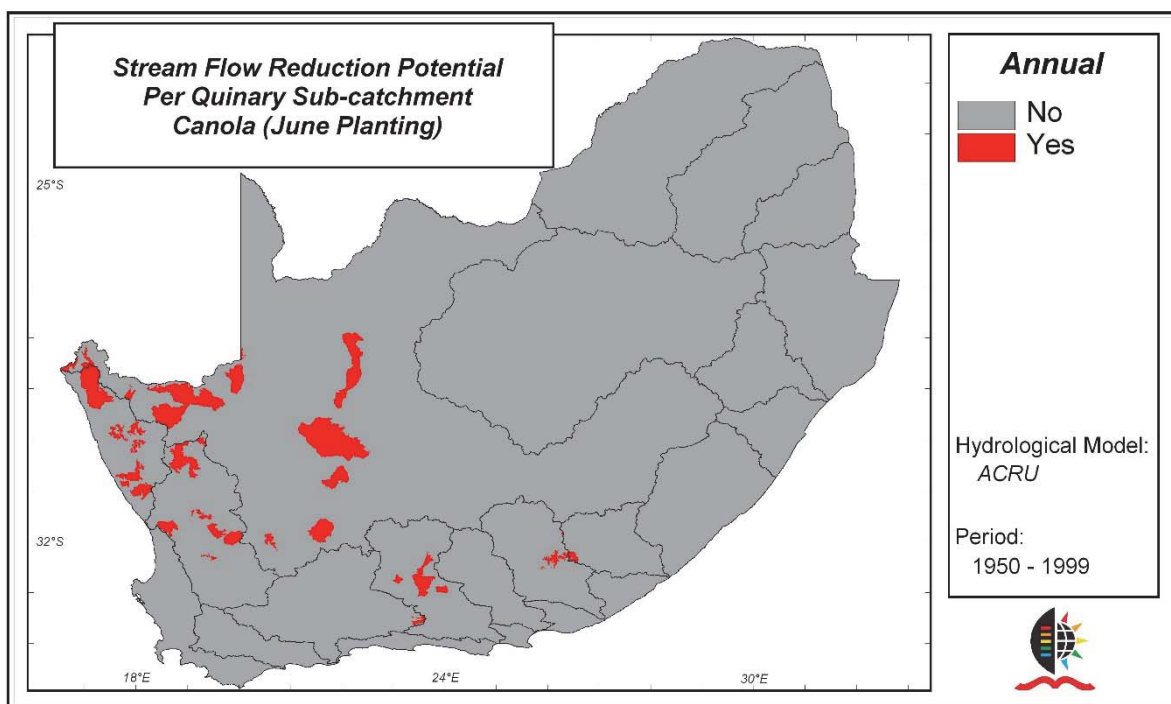 Stream Flow Reduction Potential
Per Quinary Sub-catchment
Canola (June Planting)
Annual
No
Yes
25°S
32°S
Hydrological Model:
ACRU
Period:
1950 - 1999
18°E
24°E
30°E